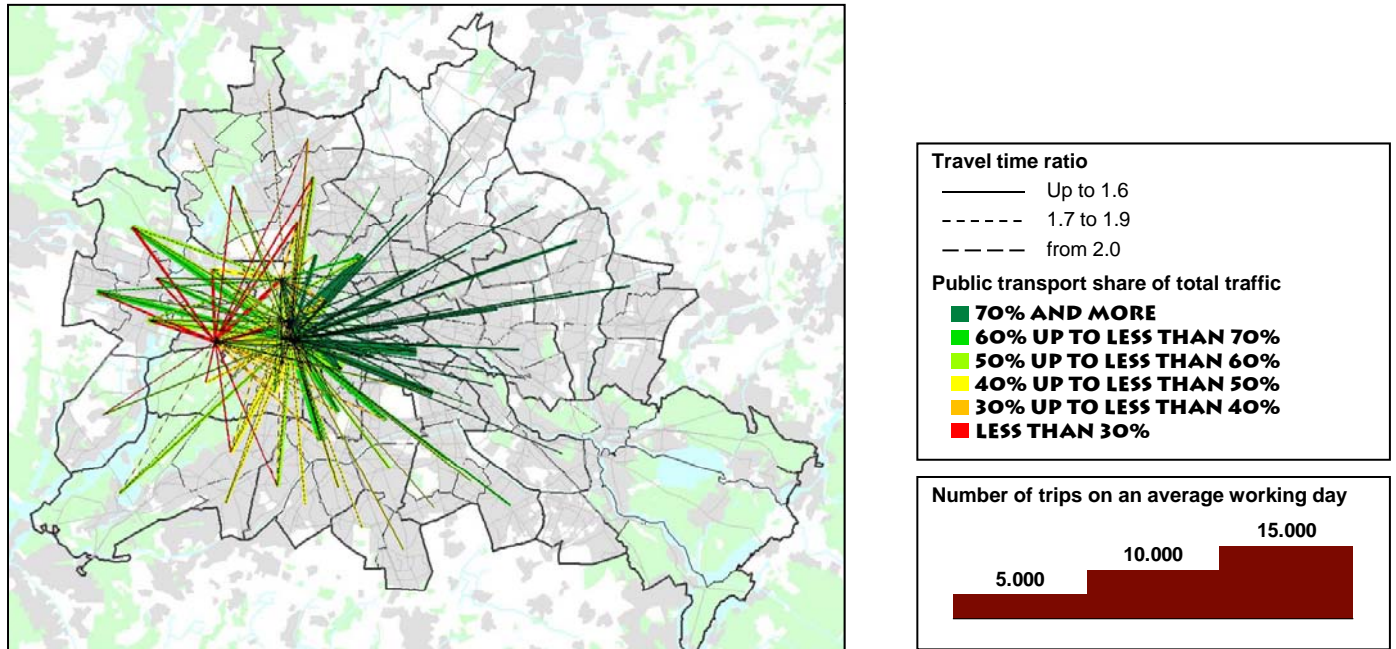 Travel time ratio
Up to 1.6
1.7 to 1.9
from 2.0
Public transport share of total traffic
70% AND MORE
60% UP TO LESS THAN 70%
50% UP TO LESS THAN 60%
40% UP TO LESS THAN 50%
30% UP TO LESS THAN 40%
LESS THAN 30%
Number of trips on an average working day
5.000
10.000
15.000